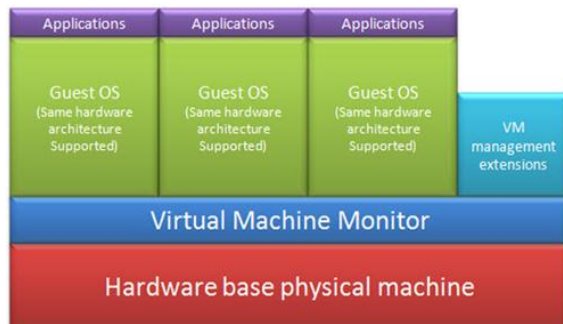 Applications
Applications
Applications
Guest OS
(Same hardware
architecture
Supported)
Guest OS
(Same hardware
architecture
Supported)
Guest OS
(Same hardware
architecture
Supported)
VM
management
extensions
Virtual Machine Monitor
Hardware base physical machine